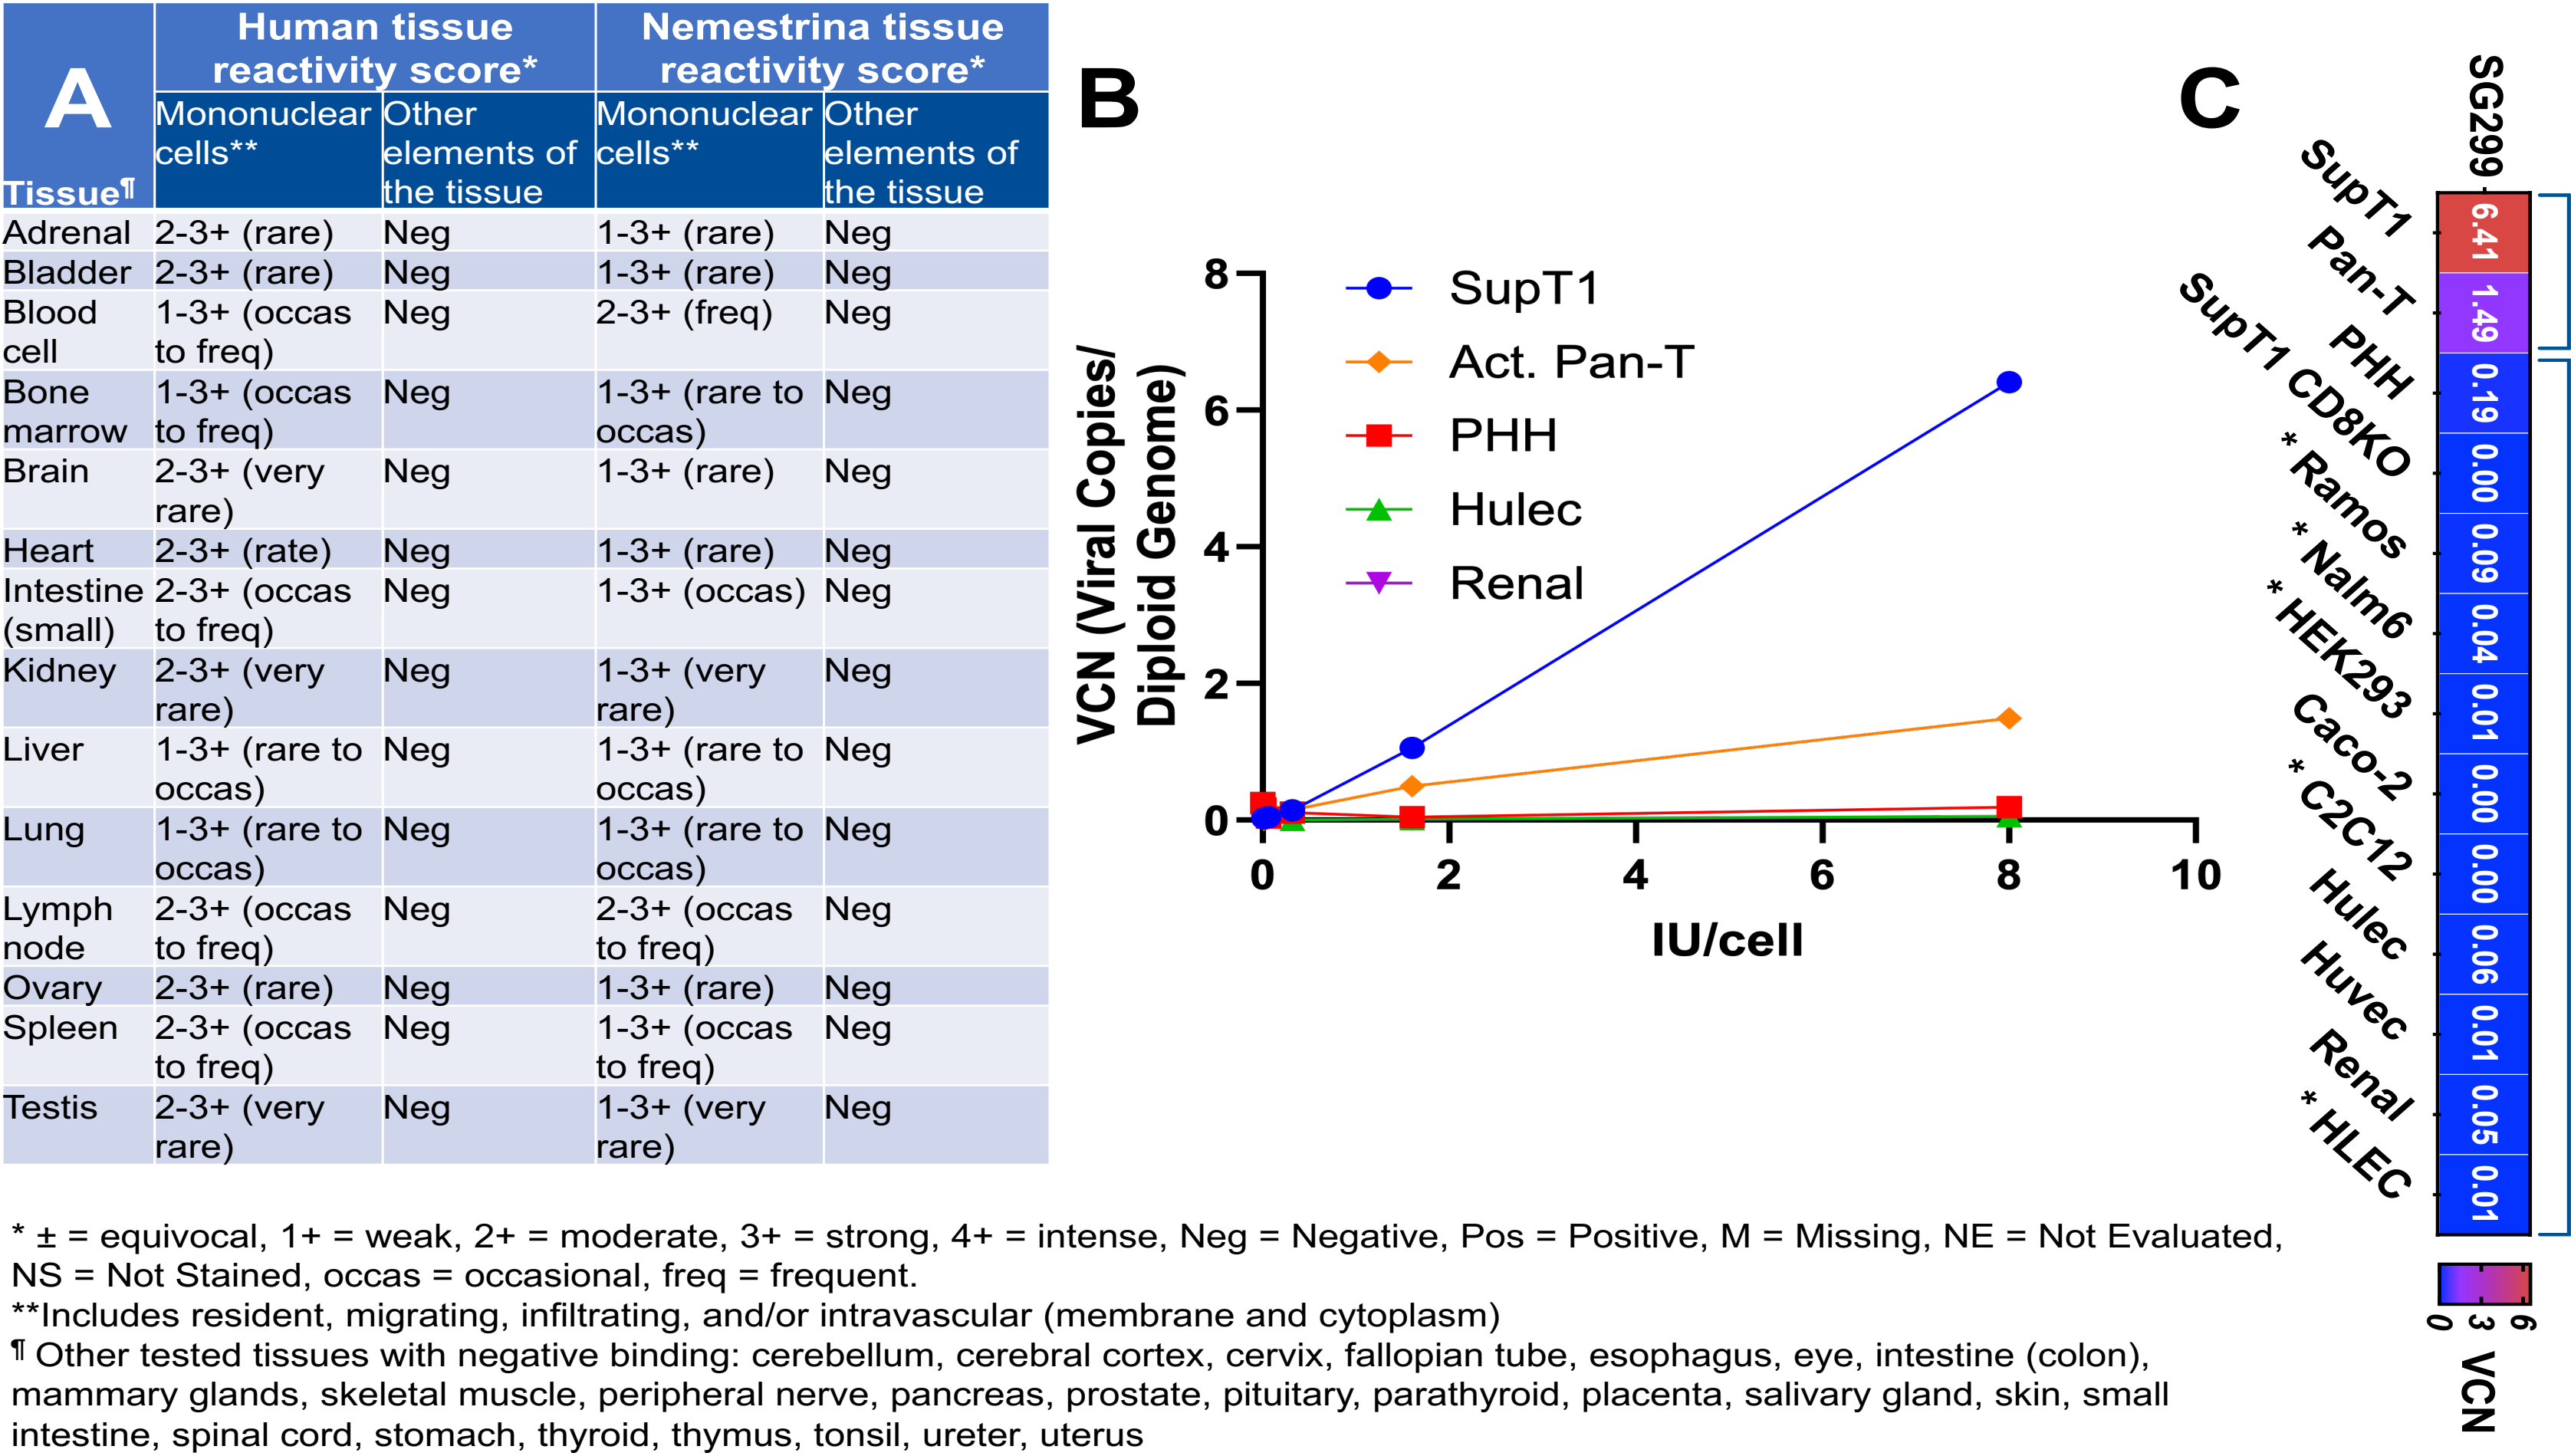 A
Tissue¶
Human tissue
reactivity score*
Nemestrina tissue
reactivity score*
Mononuclear
cells**
Other
elements of
the tissue
Mononuclear
cells**
Other
elements of
the tissue
Adrenal 2-3+ (rare) Neg 1-3+ (rare) Neg
Bladder 2-3+ (rare) Neg 1-3+ (rare) Neg
Blood 1-3+ (occas Neg 2-3+ (freq) Neg
cell to freq)
Bone 1-3+ (occas Neg 1-3+ (rare to Neg
marrow to freq) occas)
Brain 2-3+ (very Neg 1-3+ (rare) Neg
rare)
Heart 2-3+ (rate) Neg 1-3+ (rare) Neg
Intestine 2-3+ (occas Neg 1-3+ (occas) Neg
(small) to freq)
Kidney 2-3+ (very Neg 1-3+ (very Neg
rare) rare)
Liver 1-3+ (rare to Neg 1-3+ (rare to Neg
occas) occas)
Lung 1-3+ (rare to Neg 1-3+ (rare to Neg
occas) occas)
Lymph 2-3+ (occas Neg 2-3+ (occas Neg
node to freq) to freq)
Ovary 2-3+ (rare) Neg 1-3+ (rare) Neg
Spleen 2-3+ (occas Neg 1-3+ (occas Neg
to freq) to freq)
Testis 2-3+ (very Neg 1-3+ (very Neg
rare) rare)
B
VCN (Viral Copies/
Diploid Genome)
8
6
4
2
0
SupT1
Act. Pan-T
PHH
Hulec
Renal
0 2 4 6 8 10
IU/cell
C
SG299
SupT1 6.41
Pan-T 1.49
PHH 0.19
SupT1 CD8KO 0.00
* Ramos 0.09
* Nalm6 0.04
* HEK293 0.01
Caco-2 0.00
* C2C12 0.00
Hulec 0.06
Huvec 0.01
Renal 0.05
* HLEC 0.01
0 3 6
VCN
* ± = equivocal, 1+ = weak, 2+ = moderate, 3+ = strong, 4+ = intense, Neg = Negative, Pos = Positive, M = Missing, NE = Not Evaluated,
NS = Not Stained, occas = occasional, freq = frequent.
**Includes resident, migrating, infiltrating, and/or intravascular (membrane and cytoplasm)
¶ Other tested tissues with negative binding: cerebellum, cerebral cortex, cervix, fallopian tube, esophagus, eye, intestine (colon),
mammary glands, skeletal muscle, peripheral nerve, pancreas, prostate, pituitary, parathyroid, placenta, salivary gland, skin, small
intestine, spinal cord, stomach, thyroid, thymus, tonsil, ureter, uterus